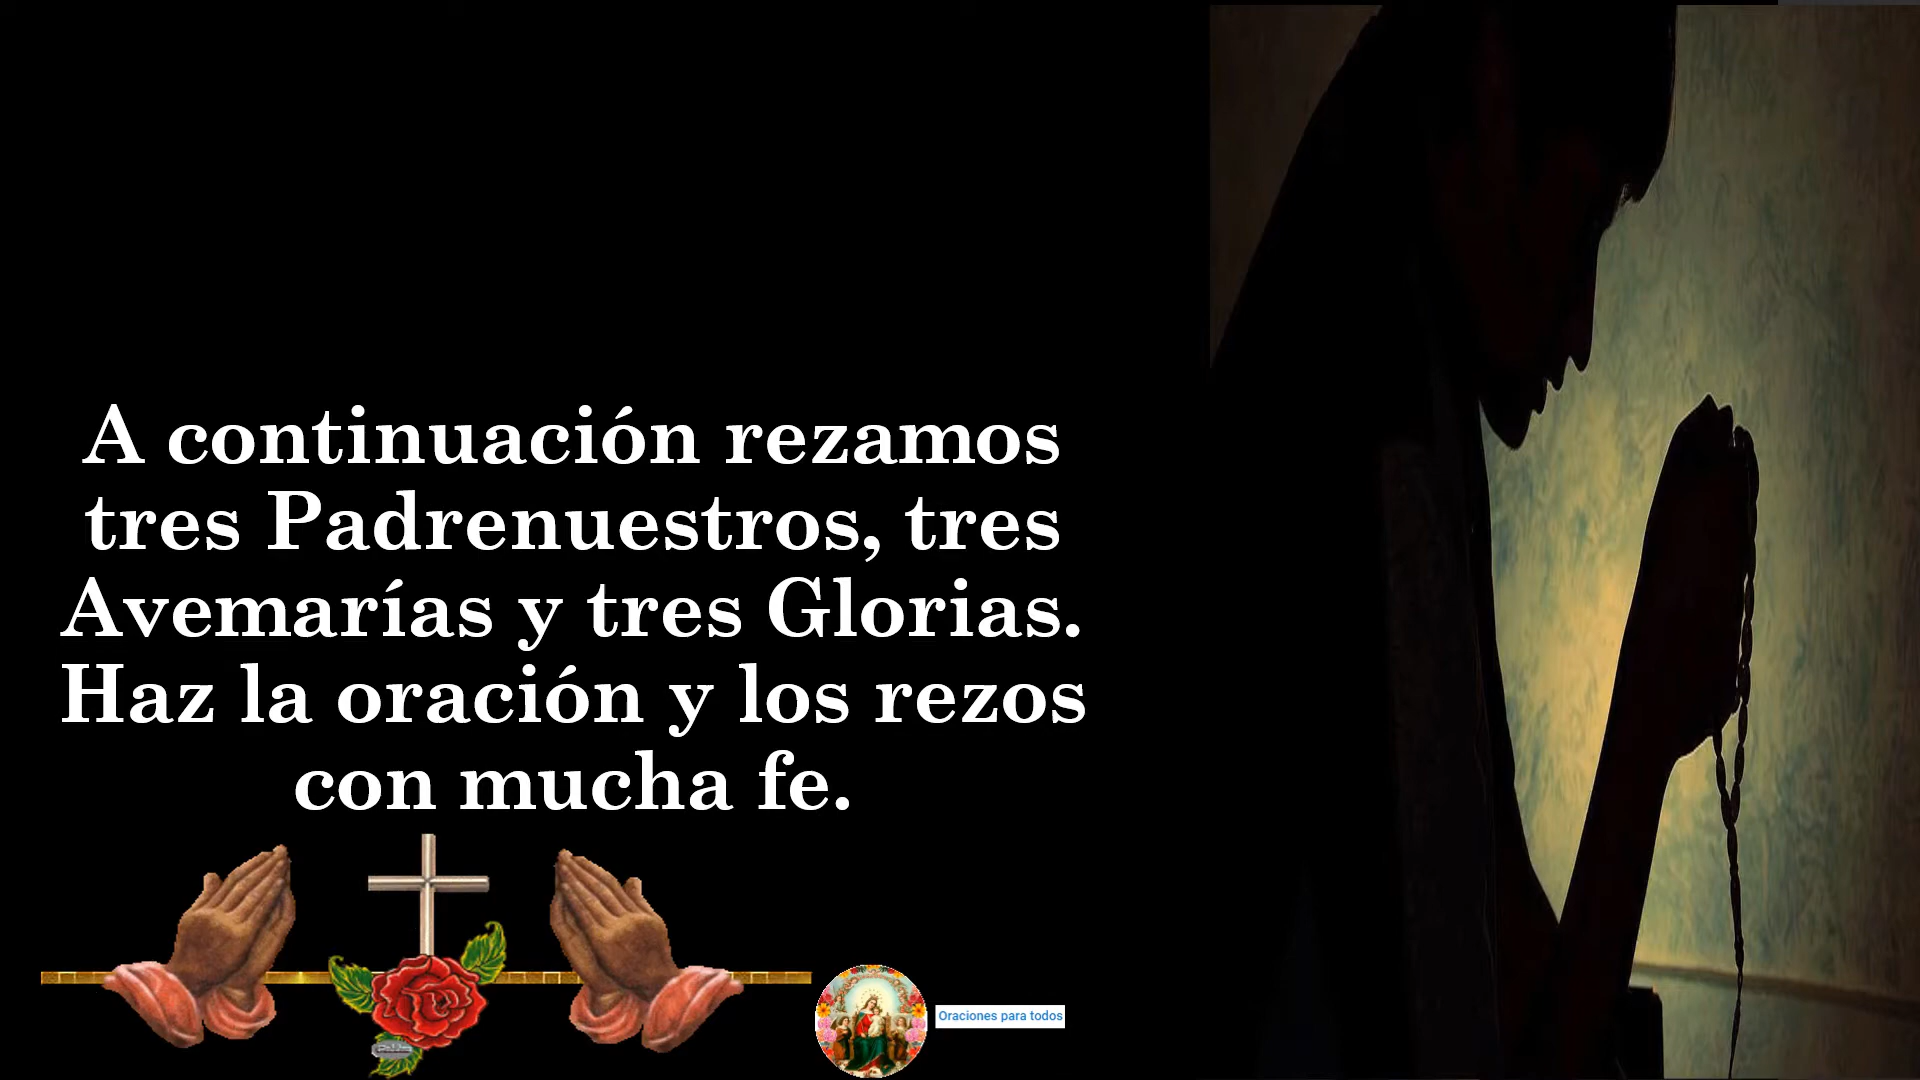 A continuación rezamos
tres Padrenuestros, tres
Avemarías y tres Glorias.
Haz la oración y los rezos
con mucha fe.
Oraciones para todos